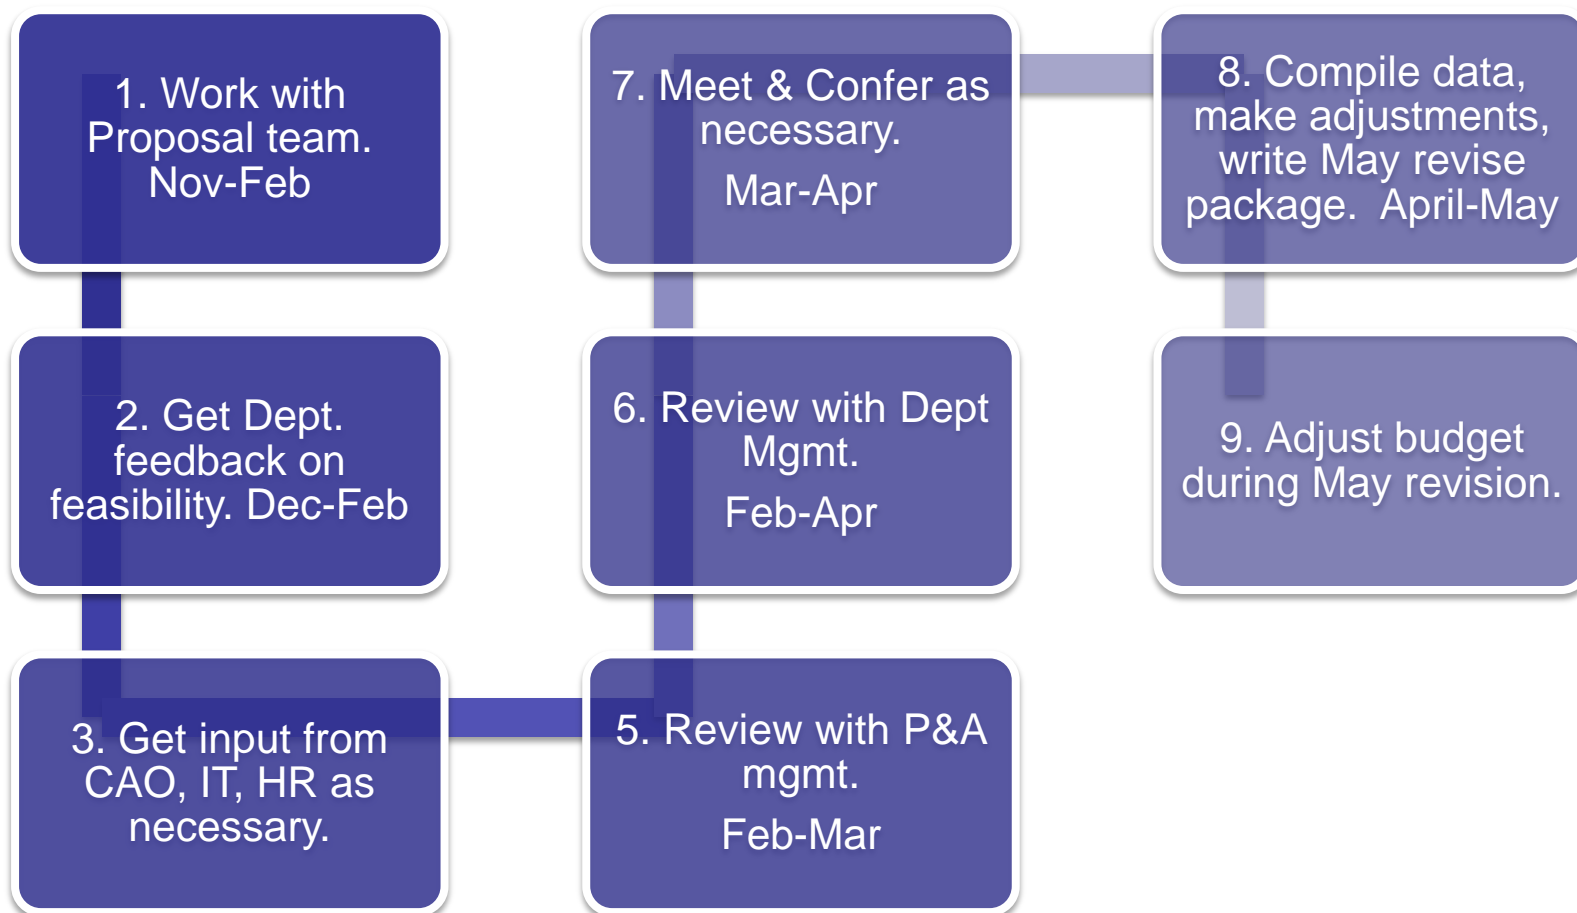 1. Work with
Proposal team.
Nov-Feb
2. Get Dept.
feedback on
feasibility. Dec-Feb
3. Get input from
CAO, IT, HR as
necessary.
5. Review with P&A
mgmt.
Feb-Mar
6. Review with Dept
Mgmt.
Feb-Apr
7. Meet & Confer as
necessary.
Mar-Apr
8. Compile data,
make adjustments,
write May revise
package.  April-May
9. Adjust budget
during May revision.